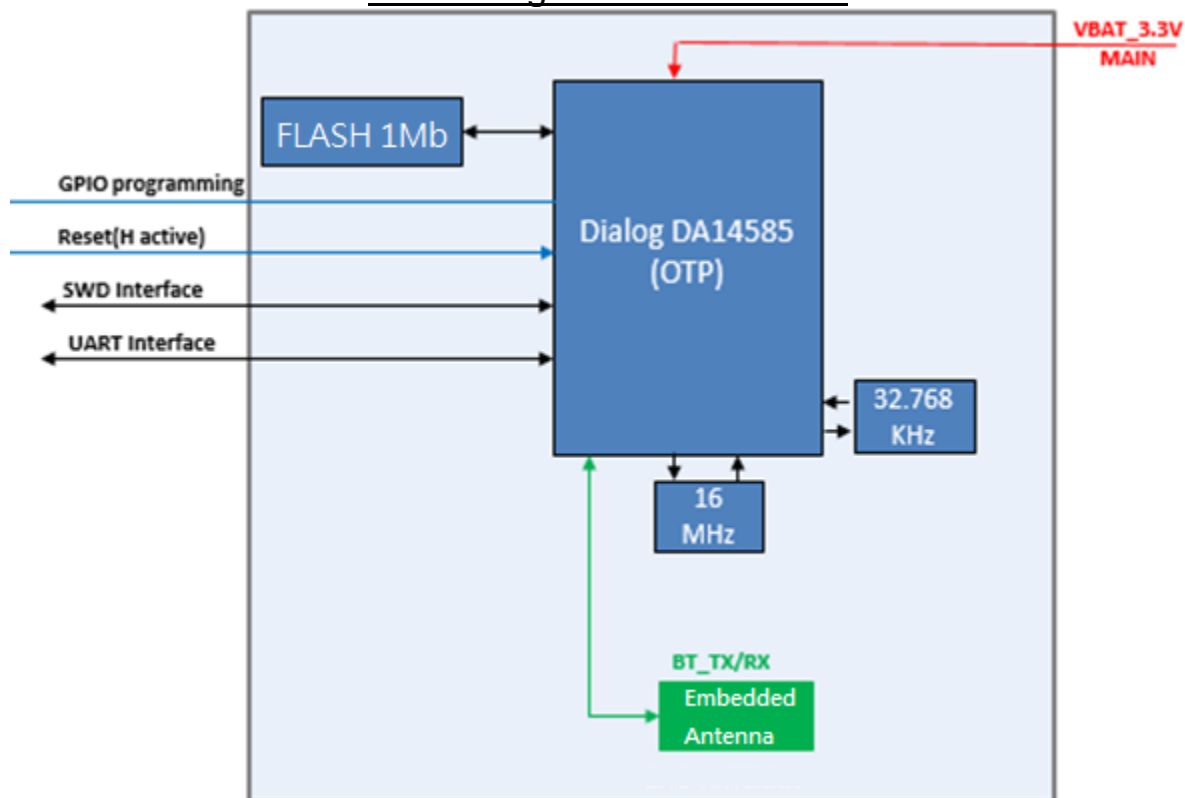 VBAT_3.3V
MAIN
FLASH 1Mb
GPIO programming
Reset(H active)
SWD Interface
UART Interface
Dialog DA14585
(OTP)
32.768
KHz
16
MHz
BT_TX/RX
Embedded
Antenna